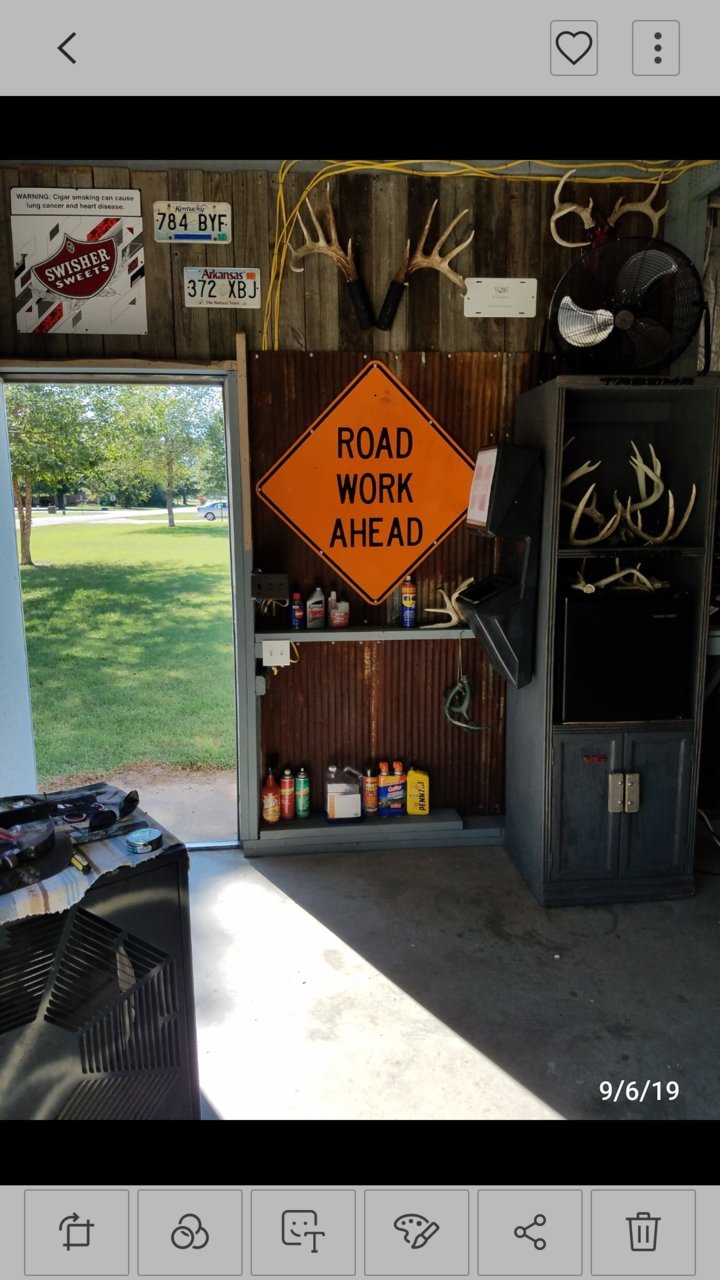 WARNING: Cigar smoking can cause
lung cancer and heart disease.
SWISHER
SWEETS
Kentucky
784 BYF
Arkansas
372 XBJ
The Natural State
ROAD
WORK
AHEAD
PENNZ
9/6/19
T